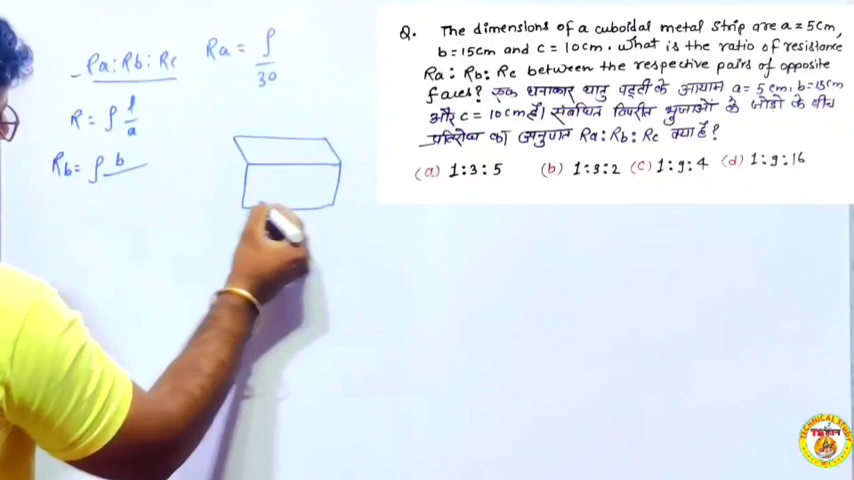 Q. The dimensions of a cuboidal metal strip are a = 5cm,
b = 15cm and c = 10cm. What is the ratio of resistance
Ra : Rb : Rc between the respective pairs of opposite
faces? एक घनाकार धातु पट्टी के आयाम a = 5cm, b = 15cm
और c = 10cm हैं। संबंधित विपरीत भुजाओं के जोड़ो के बीच
प्रतिरोध का अनुपात Ra : Rb : Rc क्या है?
(a) 1:3:5 (b) 1:3:2 (c) 1:9:4 (d) 1:9:16
Ra : Rb : Rc
Ra = ρ/30
R = ρ l/a
Rb = ρ b/
TECHNICAL STUDY